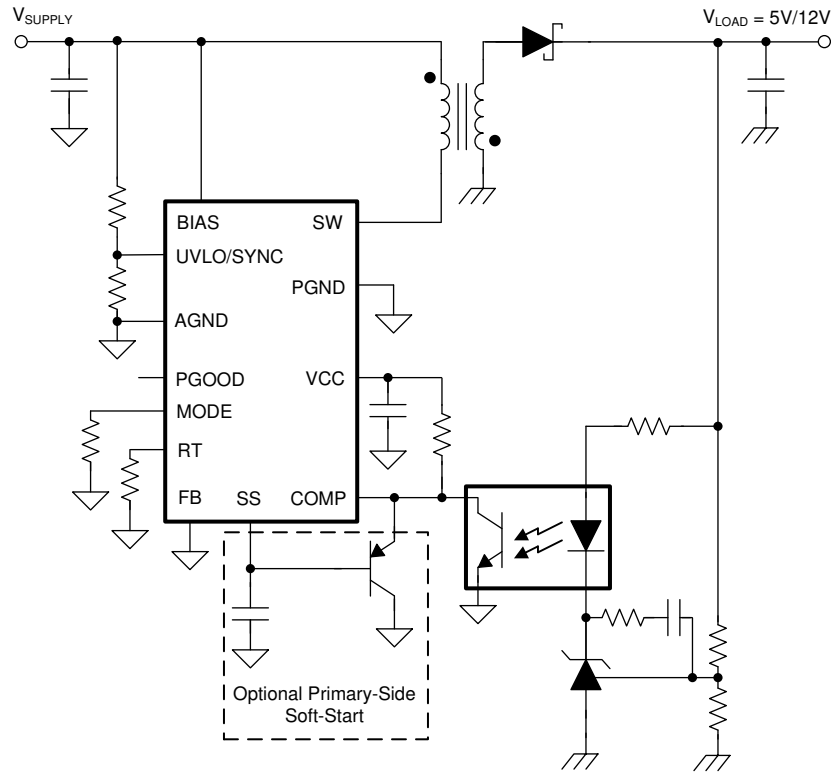 VSUPPLY
VLOAD = 5V/12V
BIAS
SW
UVLO/SYNC
PGND
AGND
PGOOD
VCC
MODE
RT
FB
SS
COMP
Optional Primary-Side
Soft-Start